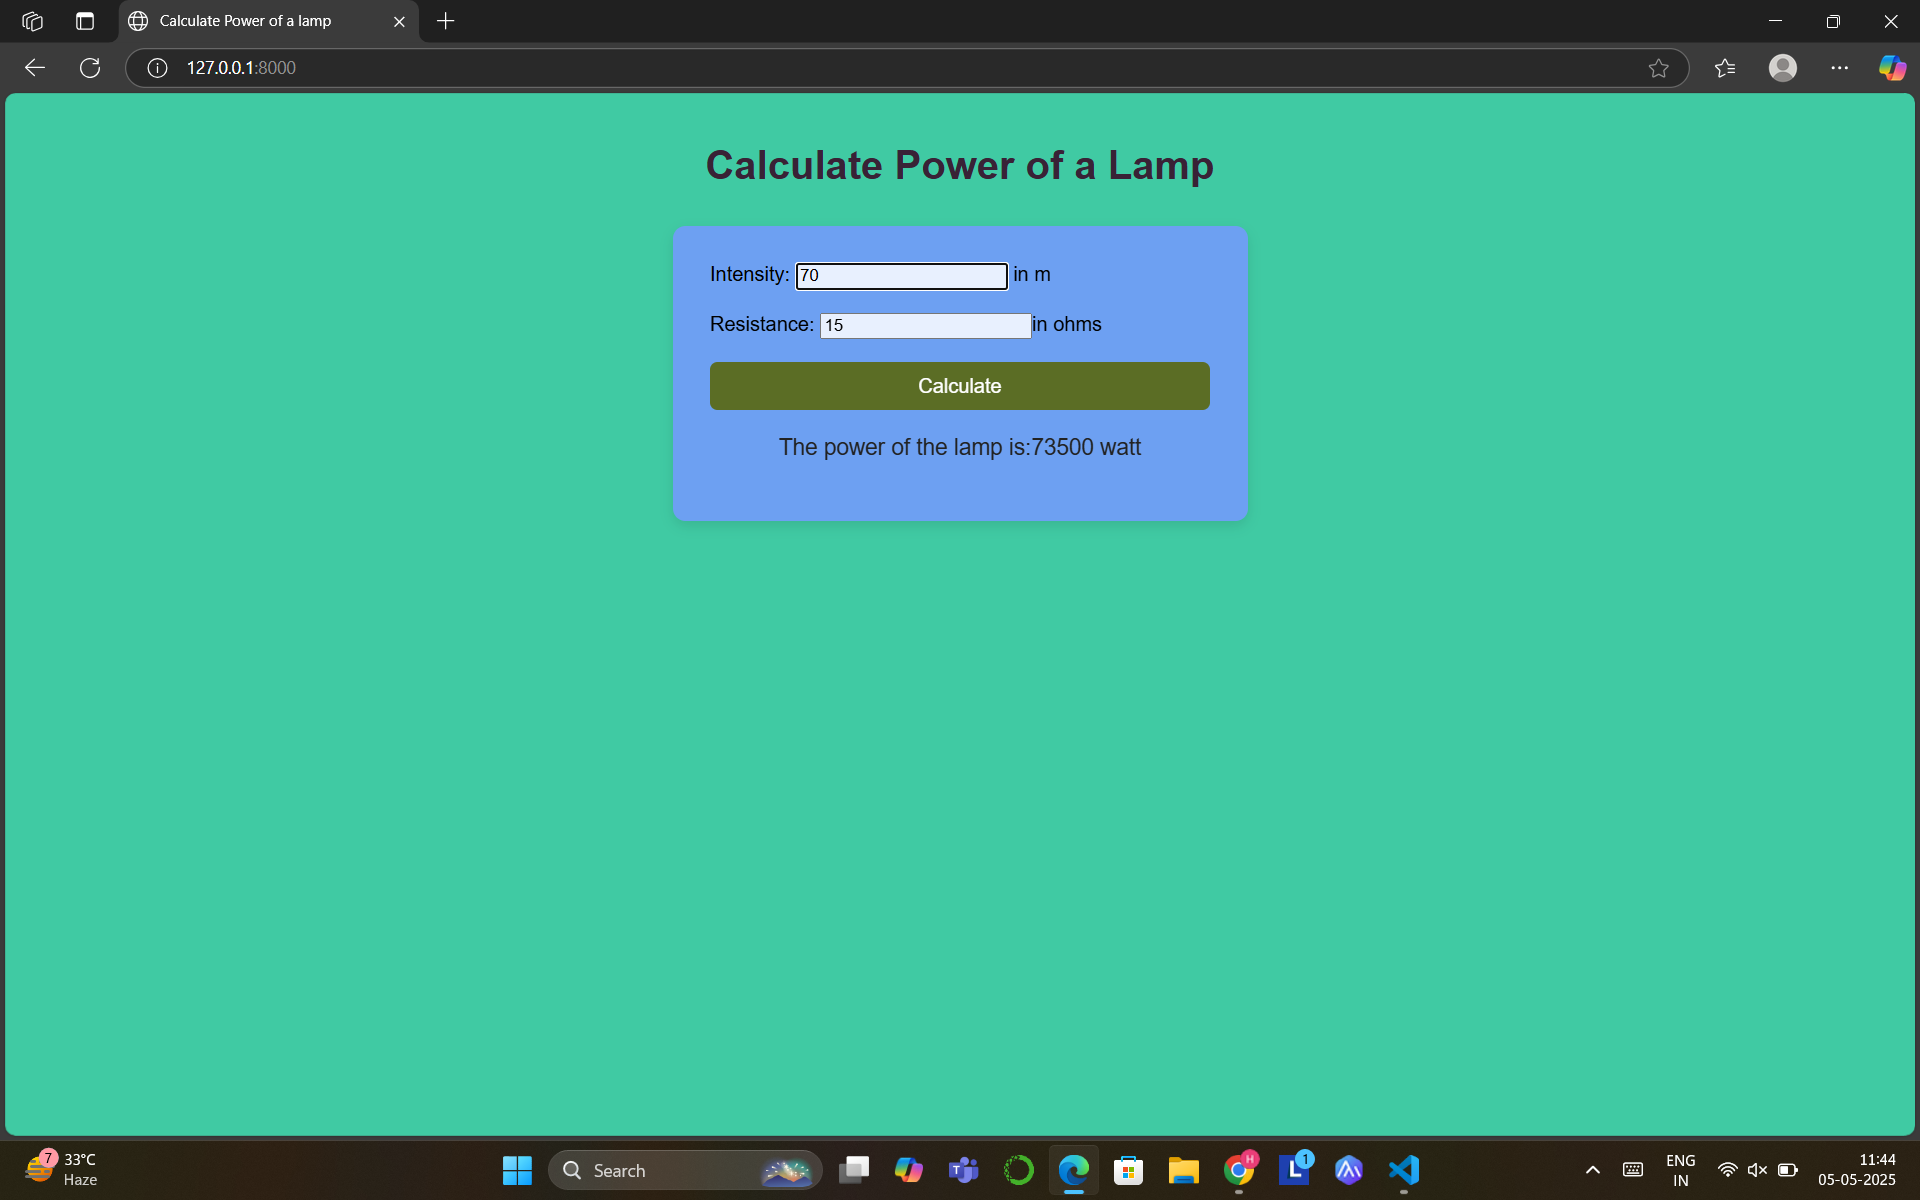 Calculate Power of a lamp
127.0.0.1:8000
Calculate Power of a Lamp
Intensity: 70 in m
Resistance: 15 in ohms
Calculate
The power of the lamp is:73500 watt
7
33°C
Haze
Search
T
H
L
1
ENG
IN
11:44
05-05-2025